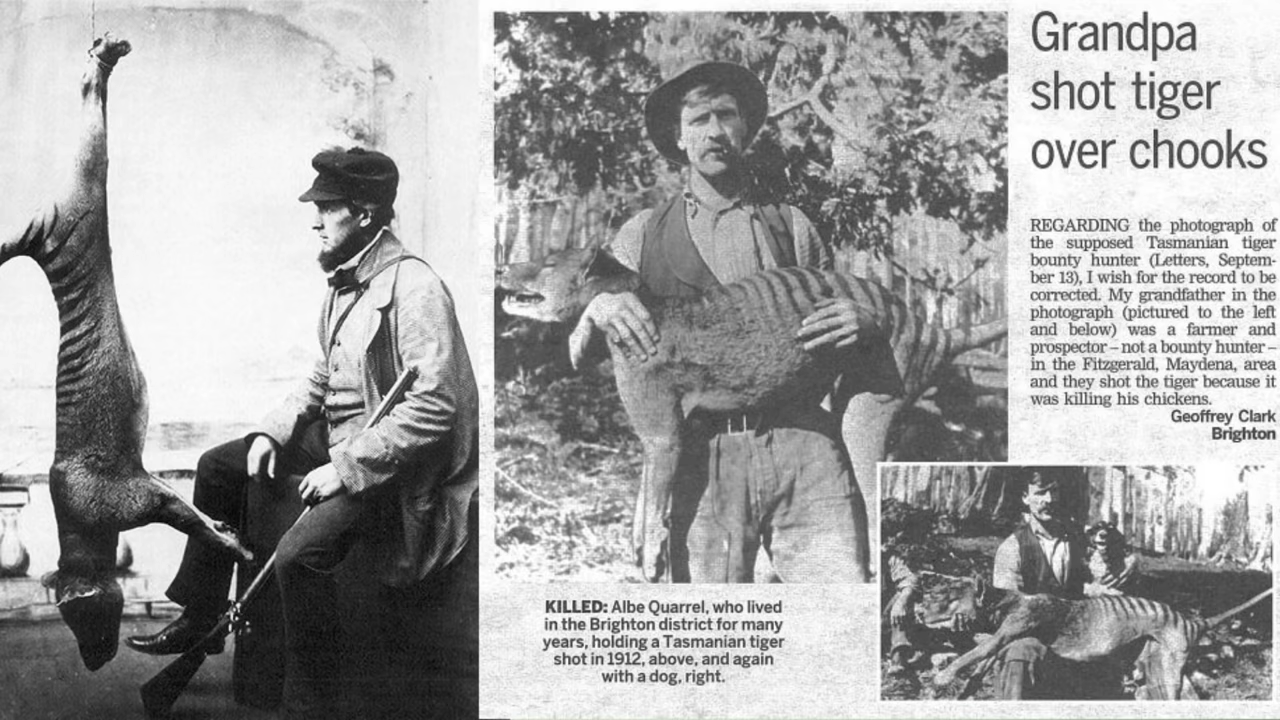 Grandpa
shot tiger
over chooks
REGARDING the photograph of
the supposed Tasmanian tiger
bounty hunter (Letters, Septem-
ber 13), I wish for the record to be
corrected. My grandfather in the
photograph (pictured to the left
and below) was a farmer and
prospector – not a bounty hunter –
in the Fitzgerald, Maydena, area
and they shot the tiger because it
was killing his chickens.
Geoffrey Clark
Brighton
KILLED: Albe Quarrel, who lived
in the Brighton district for many
years, holding a Tasmanian tiger
shot in 1912, above, and again
with a dog, right.